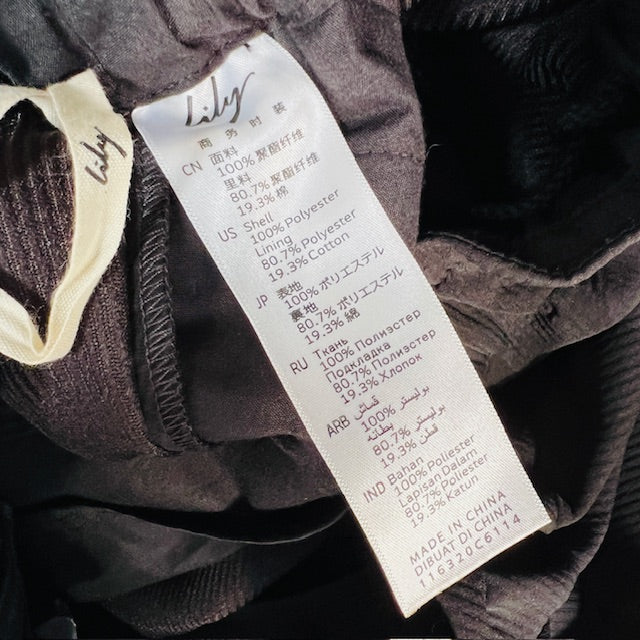 lily
lily
商务时装
CN 面料
100% 聚酯纤维
里料
80.7% 聚酯纤维
19.3% 棉
US Shell
100% Polyester
Lining
80.7% Polyester
19.3% Cotton
JP 表地
100% ポリエステル
裏地
80.7% ポリエステル
19.3% 綿
RU Ткань
100% Полиэстер
Подкладка
80.7% Полиэстер
19.3% Хлопок
ARB قماش
100% بوليستر
بطانة
80.7% بوليستر
19.3% قطن
IND Bahan
100% Poliester
Lapisan Dalam
80.7% Poliester
19.3% Katun
MADE IN CHINA
DIBUAT DI CHINA
116320C6114